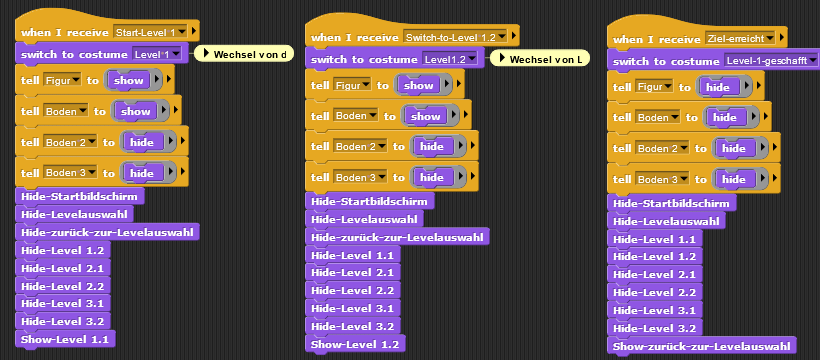 when I receive Start-Level 1
switch to costume Level 1
Wechsel von d
tell Figur to show
tell Boden to show
tell Boden 2 to hide
tell Boden 3 to hide
Hide-Startbildschirm
Hide-Levelauswahl
Hide-zurück-zur-Levelauswahl
Hide-Level 1.2
Hide-Level 2.1
Hide-Level 2.2
Hide-Level 3.1
Hide-Level 3.2
Show-Level 1.1
when I receive Switch-to-Level 1.2
switch to costume Level1.2
Wechsel von L
tell Figur to show
tell Boden to show
tell Boden 2 to hide
tell Boden 3 to hide
Hide-Startbildschirm
Hide-Levelauswahl
Hide-zurück-zur-Levelauswahl
Hide-Level 1.1
Hide-Level 2.1
Hide-Level 2.2
Hide-Level 3.1
Hide-Level 3.2
Show-Level 1.2
when I receive Ziel-erreicht
switch to costume Level-1-geschafft
tell Figur to hide
tell Boden to hide
tell Boden 2 to hide
tell Boden 3 to hide
Hide-Startbildschirm
Hide-Levelauswahl
Hide-Level 1.1
Hide-Level 1.2
Hide-Level 2.1
Hide-Level 2.2
Hide-Level 3.1
Hide-Level 3.2
Show-zurück-zur-Levelauswahl